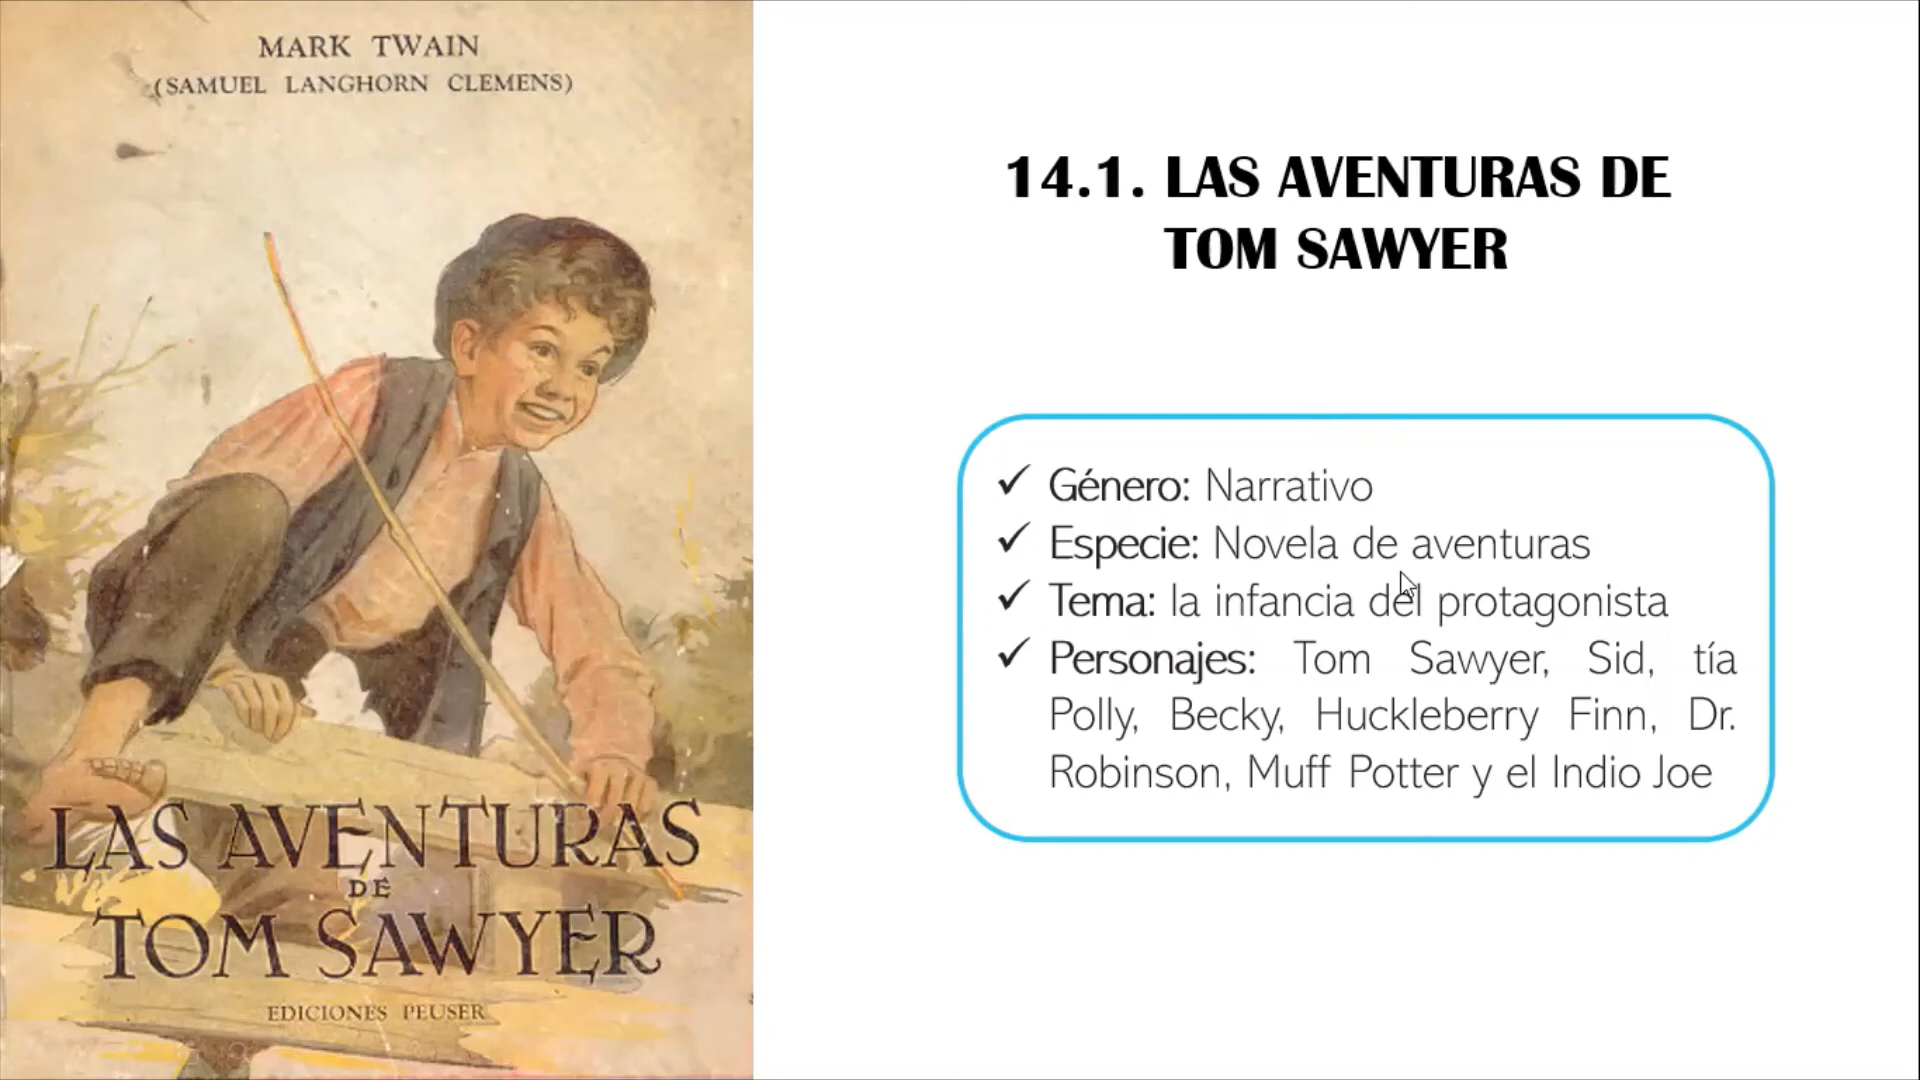 MARK TWAIN
(SAMUEL LANGHORN CLEMENS)
LAS AVENTURAS
DE
TOM SAWYER
EDICIONES PEUSER
14.1. LAS AVENTURAS DE
TOM SAWYER
✓ Género: Narrativo
✓ Especie: Novela de aventuras
✓ Tema: la infancia del protagonista
✓ Personajes: Tom Sawyer, Sid, tía
Polly, Becky, Huckleberry Finn, Dr.
Robinson, Muff Potter y el Indio Joe